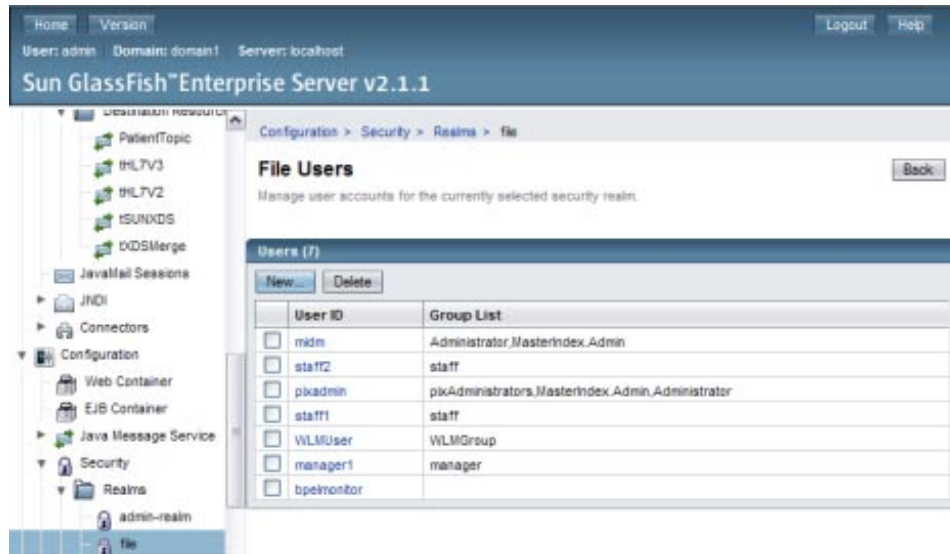 Home Version Logout Help
User: admin Domain: domain1 Server: localhost
Sun GlassFish™ Enterprise Server v2.1.1
Destination Resourc
PatientTopic
tHL7V3
tHL7V2
tSUNXDS
tXDSMerge
JavaMail Sessions
JNDI
Connectors
Configuration
Web Container
EJB Container
Java Message Service
Security
Realms
admin-realm
file
Configuration > Security > Realms > file
File Users
Back
Manage user accounts for the currently selected security realm.
Users (7)
New... Delete
User ID Group List
midm Administrator,MasterIndex.Admin
staff2 staff
pixadmin pixAdministrators,MasterIndex.Admin,Administrator
staff1 staff
WLMUser WLMGroup
manager1 manager
bpelmonitor